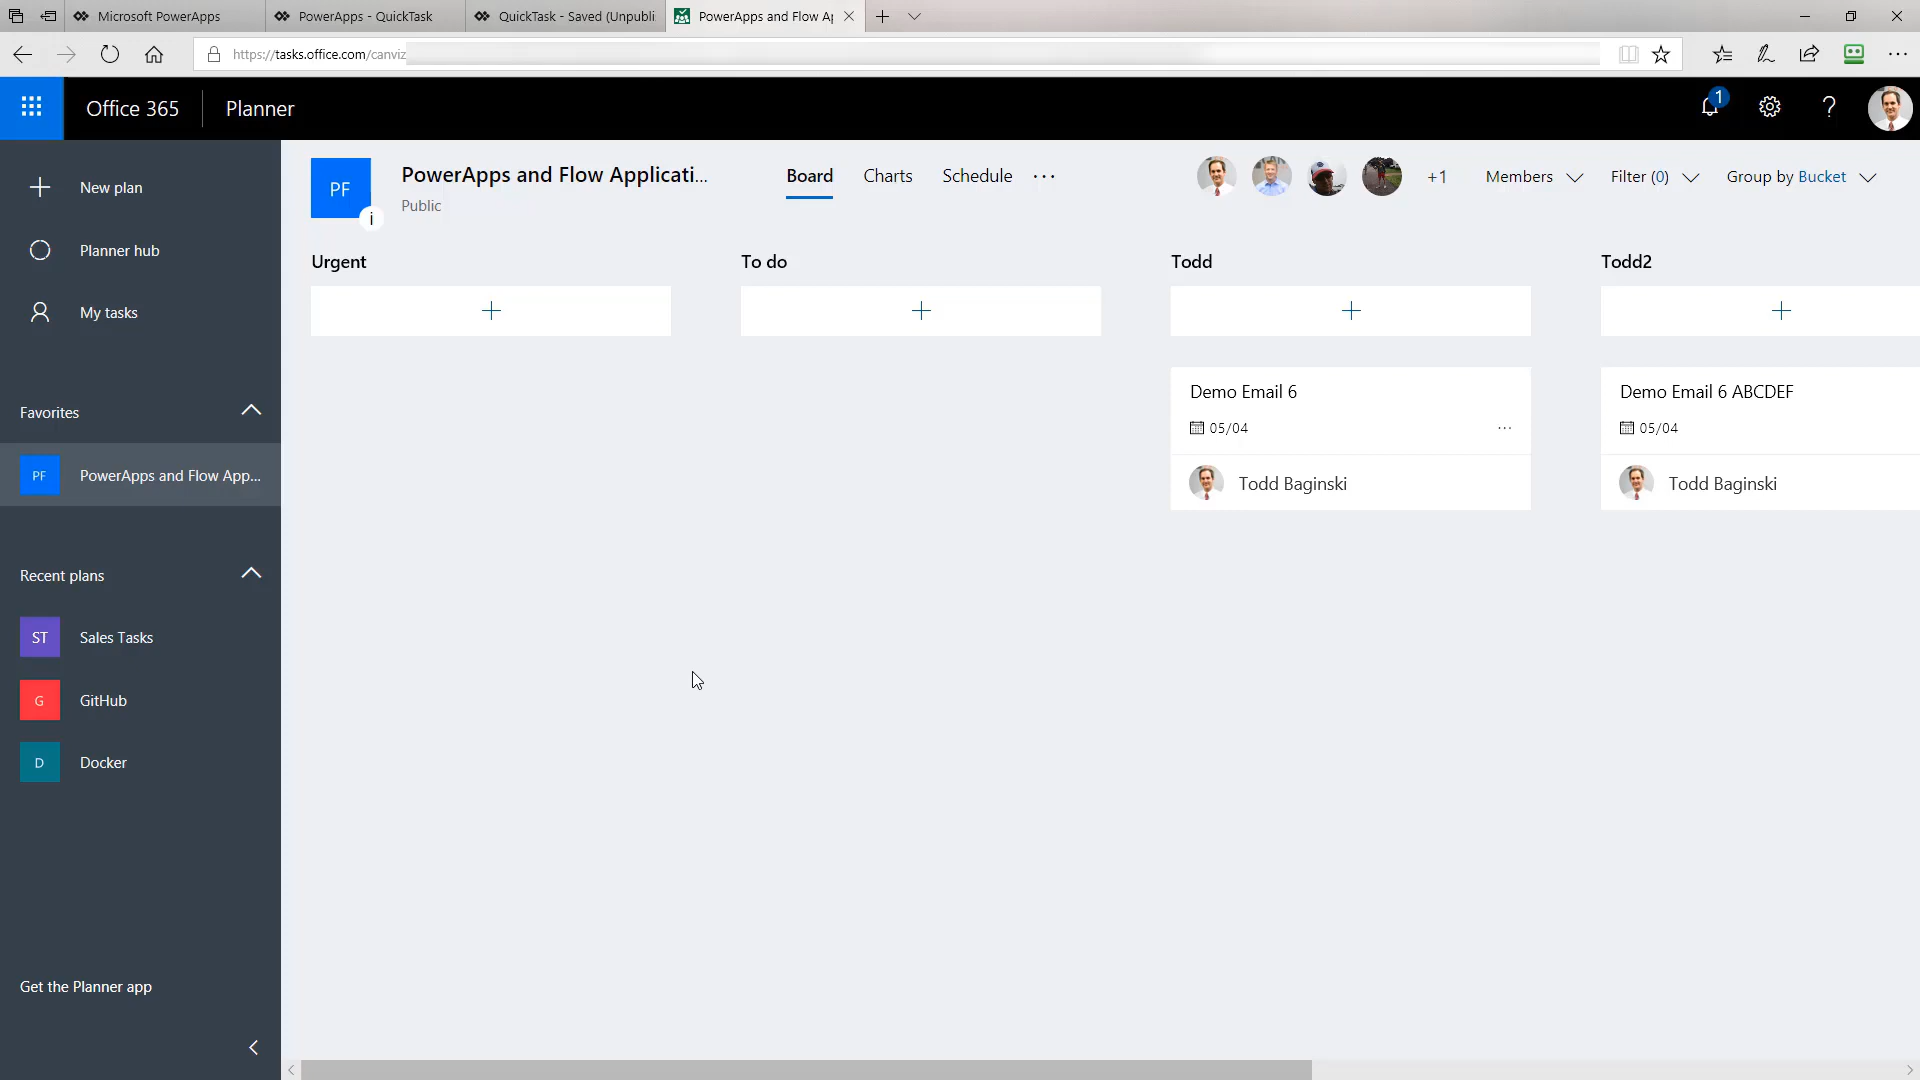 Microsoft PowerApps
PowerApps - QuickTask
QuickTask - Saved (Unpubli
PowerApps and Flow Ap
https://tasks.office.com/canviz
Office 365
Planner
1
New plan
Planner hub
My tasks
Favorites
PF
PowerApps and Flow App...
Recent plans
ST
Sales Tasks
G
GitHub
D
Docker
Get the Planner app
PF
i
PowerApps and Flow Applicati...
Public
Board
Charts
Schedule
+1
Members
Filter (0)
Group by Bucket
Urgent
To do
Todd
Todd2
Demo Email 6
05/04
Todd Baginski
Demo Email 6 ABCDEF
05/04
Todd Baginski